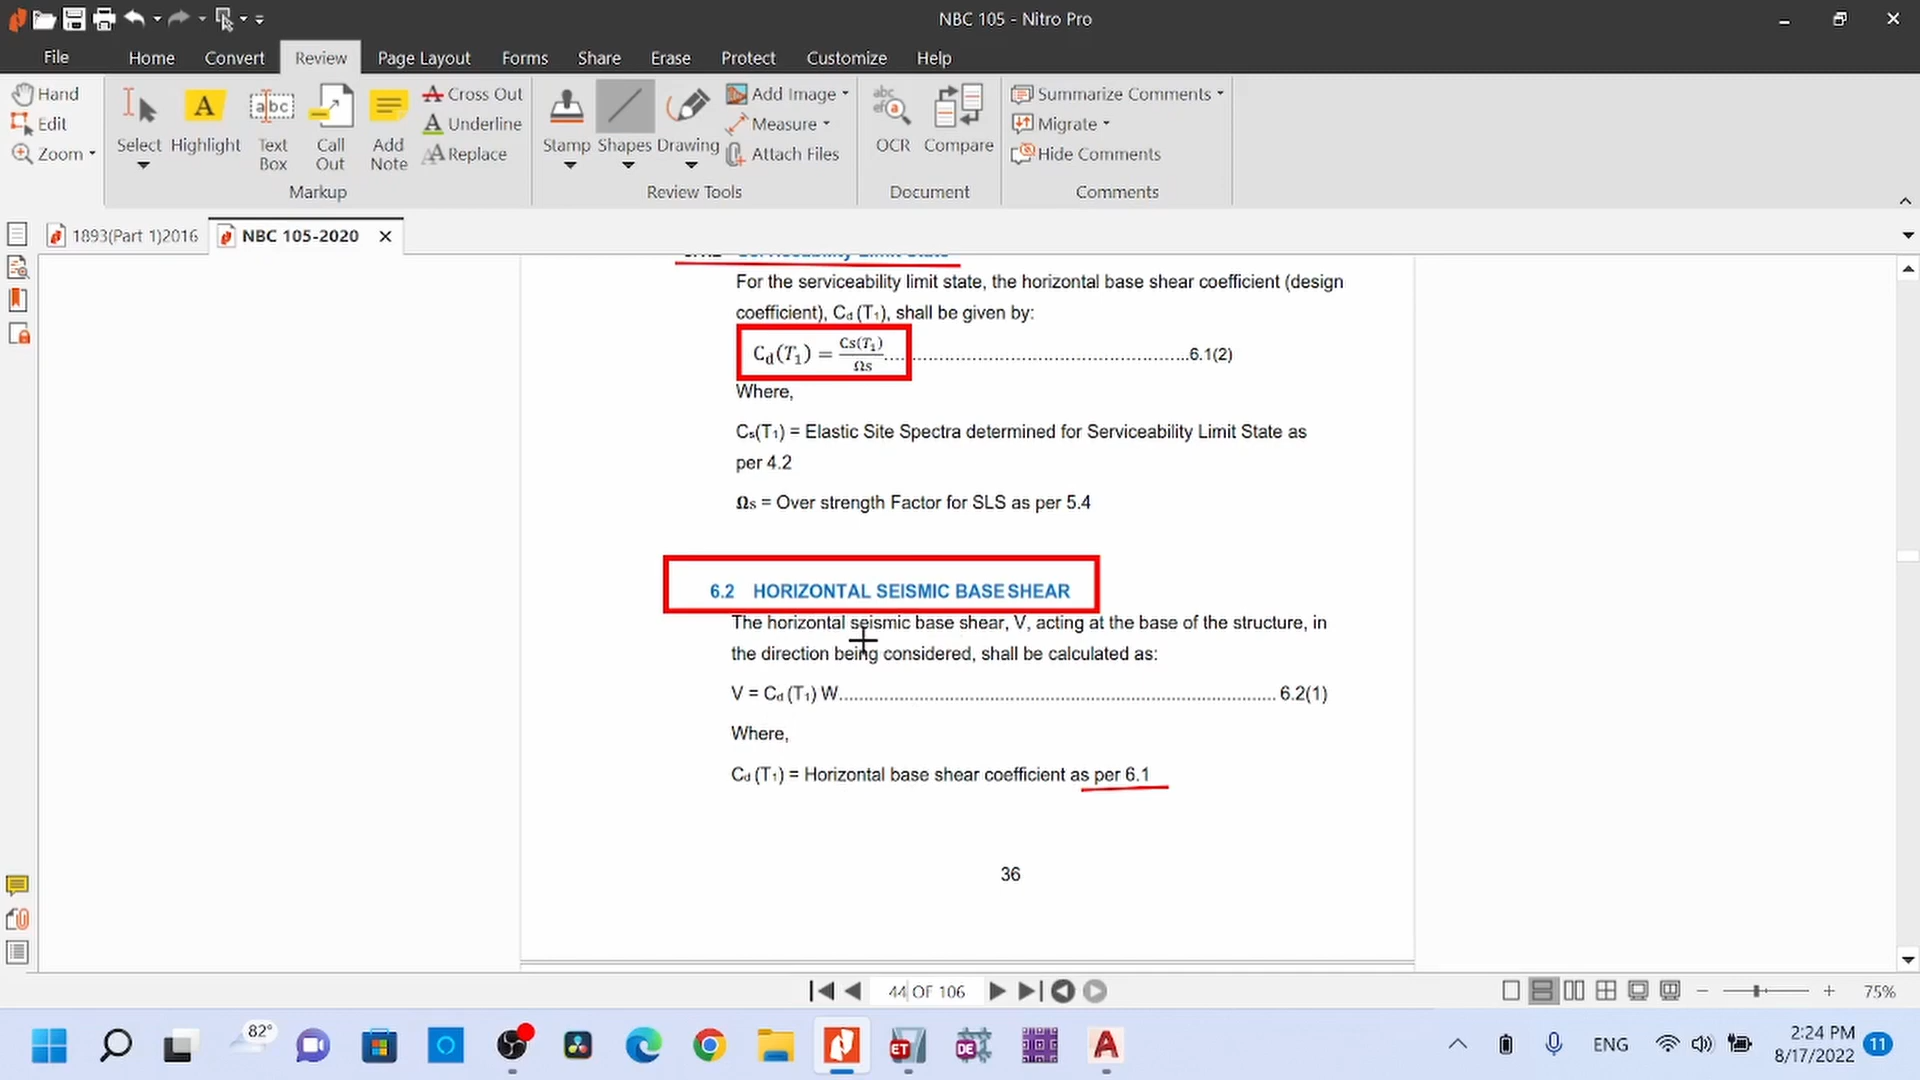 NBC 105 - Nitro Pro
File Home Convert Review Page Layout Forms Share Erase Protect Customize Help
Hand
Edit
Zoom
Select
Highlight
Text Box
Call Out
Add Note
Cross Out
Underline
Replace
Markup
Stamp
Shapes
Drawing
Add Image
Measure
Attach Files
Review Tools
OCR
Compare
Document
Summarize Comments
Migrate
Hide Comments
Comments
1893(Part 1)2016
NBC 105-2020
For the serviceability limit state, the horizontal base shear coefficient (design
coefficient), Cd (T1), shall be given by:
Cd(T1) = Cs(T1)/Ωs ..........6.1(2)
Where,
Cs(T1) = Elastic Site Spectra determined for Serviceability Limit State as
per 4.2
Ωs = Over strength Factor for SLS as per 5.4
6.2 HORIZONTAL SEISMIC BASE SHEAR
The horizontal seismic base shear, V, acting at the base of the structure, in
the direction being considered, shall be calculated as:
V = Cd (T1) W.......... 6.2(1)
Where,
Cd (T1) = Horizontal base shear coefficient as per 6.1
36
44 OF 106
75%
82°
ET
DE
ENG
2:24 PM
8/17/2022
11